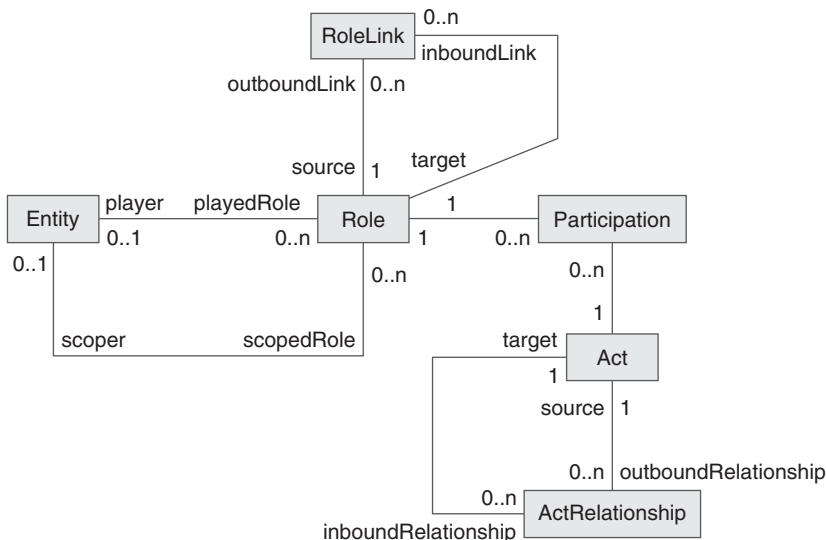 0..n
RoleLink
inboundLink
outboundLink 0..n
target
source 1
player playedRole 1
Entity Role Participation
0..1 0..n 1 0..n
0..1 0..n 0..n
1
scoper scopedRole target
Act
1
source 1
0..n outboundRelationship
0..n
ActRelationship
inboundRelationship